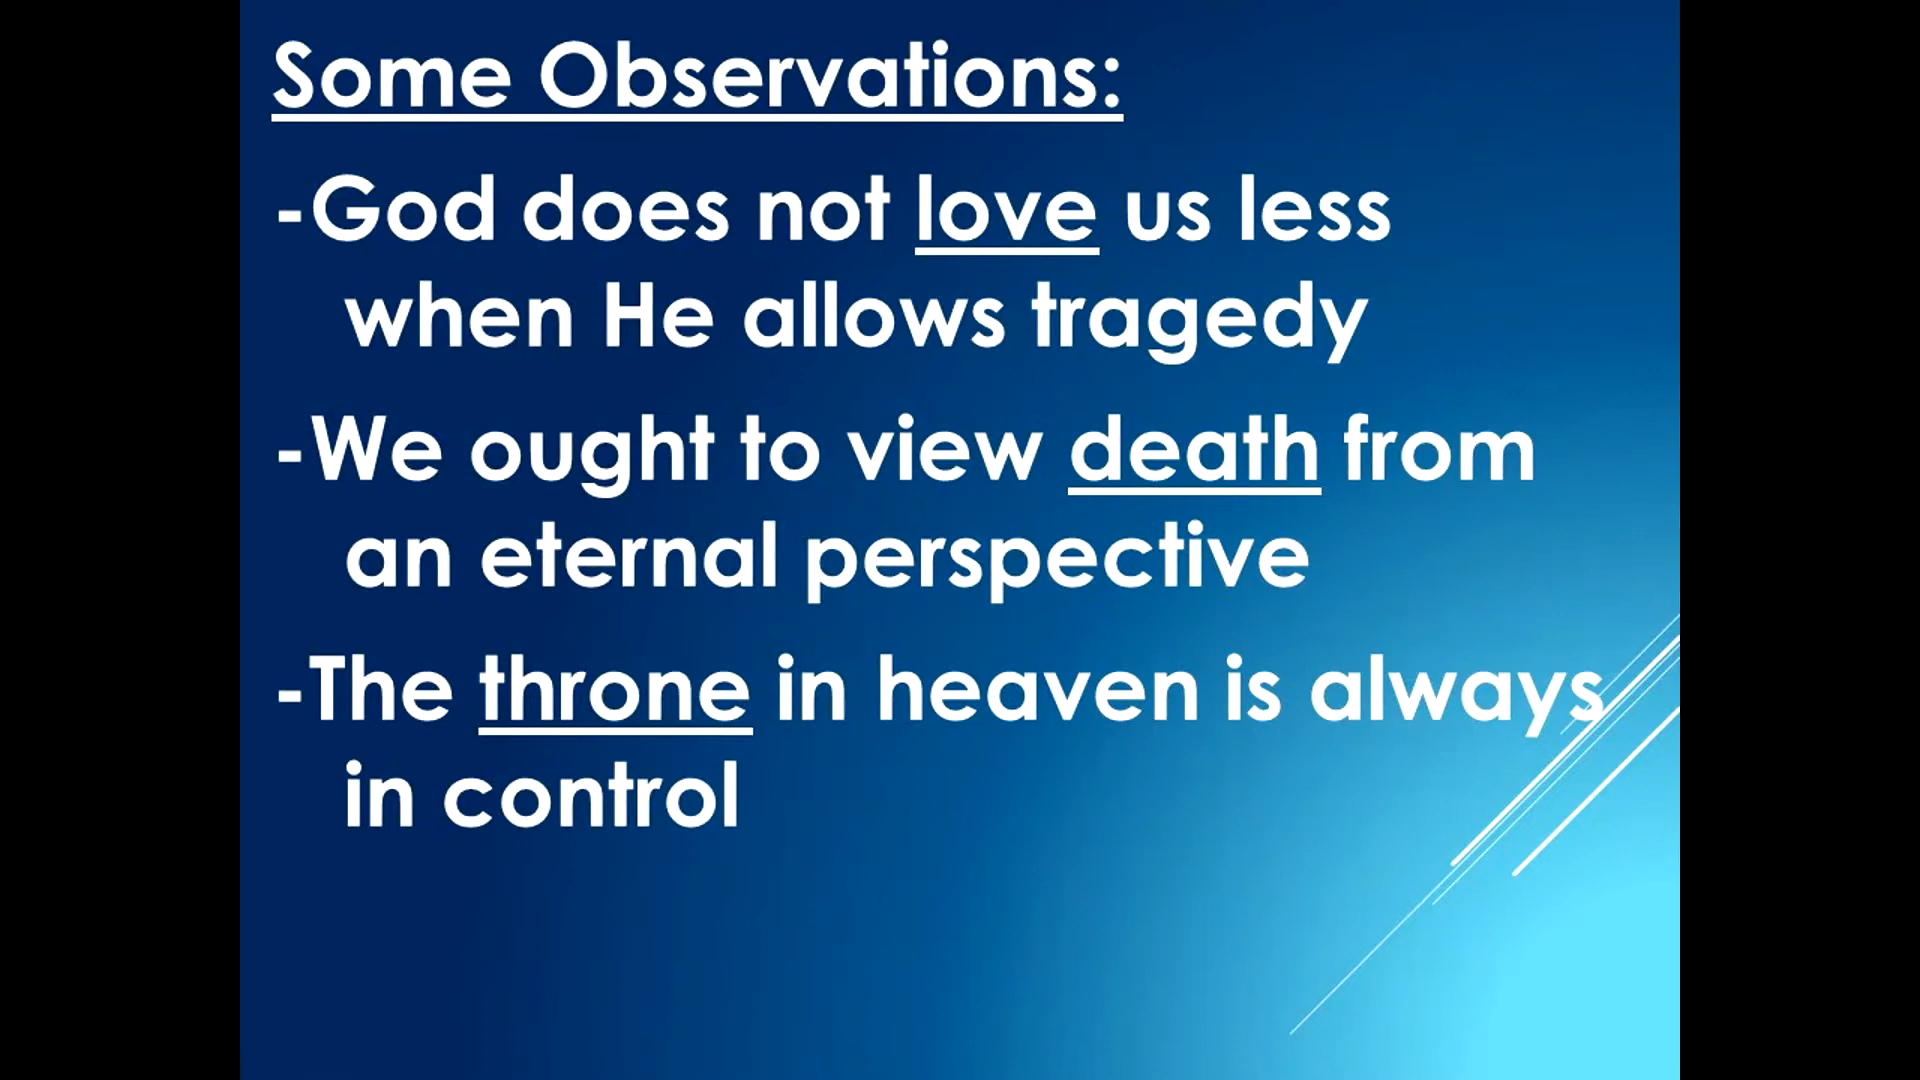 Some Observations:
-God does not love us less
when He allows tragedy
-We ought to view death from
an eternal perspective
-The throne in heaven is always
in control